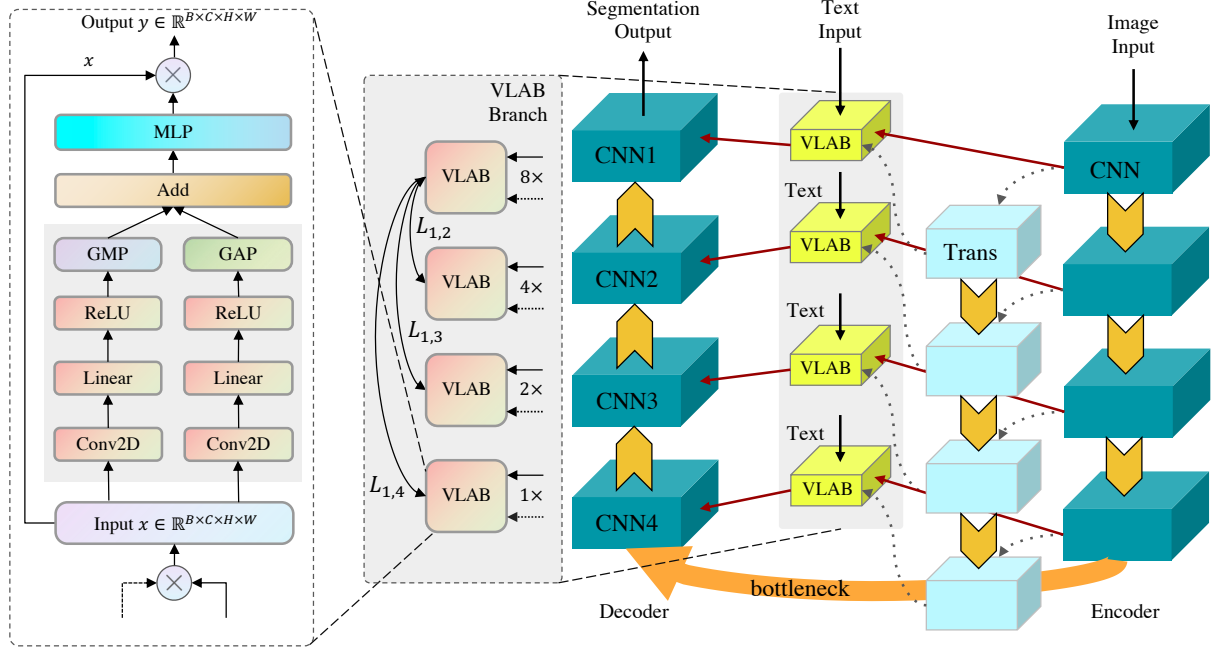 Output y ∈ ℝ^{B×C×H×W}
x
×
MLP
Add
GMP
GAP
ReLU
ReLU
Linear
Linear
Conv2D
Conv2D
Input x ∈ ℝ^{B×C×H×W}
×
VLAB
Branch
VLAB
8×
L_{1,2}
VLAB
4×
L_{1,3}
VLAB
2×
L_{1,4}
VLAB
1×
Segmentation
Output
Text
Input
Image
Input
CNN1
VLAB
CNN
Text
CNN2
VLAB
Trans
Text
CNN3
VLAB
Text
CNN4
VLAB
bottleneck
Decoder
Encoder